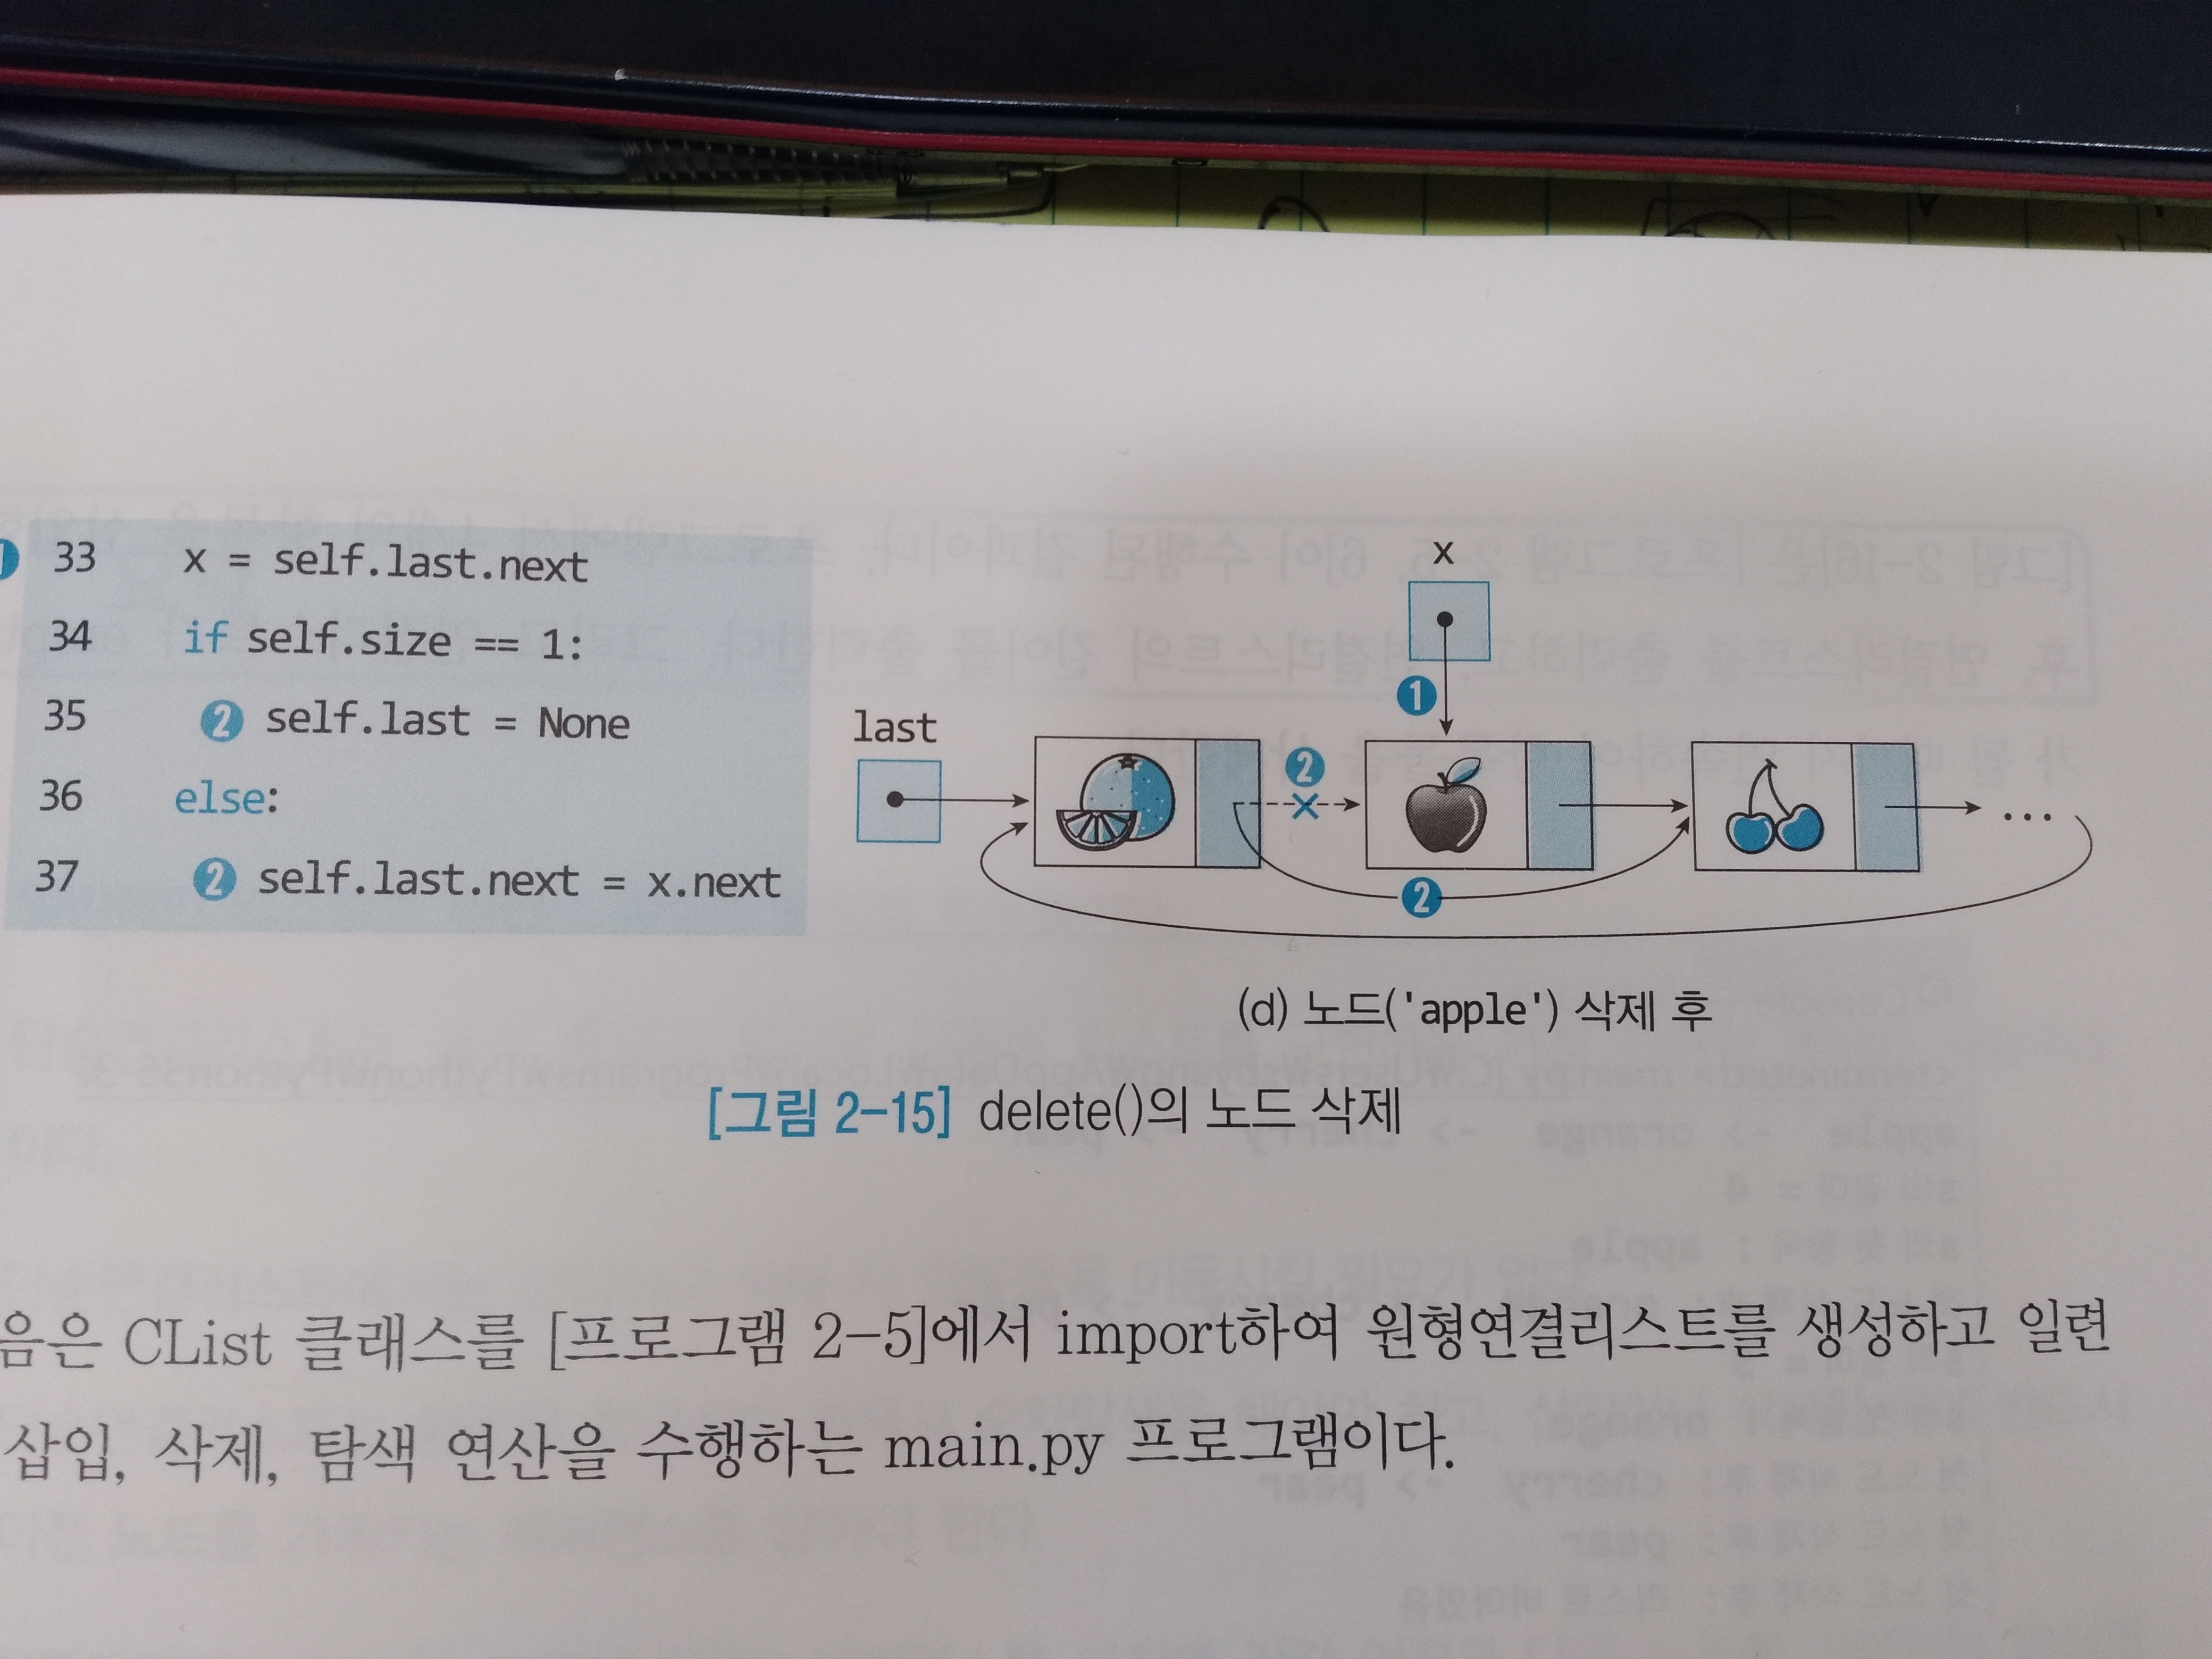 33 x = self.last.next
34 if self.size == 1:
35 2 self.last = None
36 else:
37 2 self.last.next = x.next
x
1
last
2
...
2
(d) 노드('apple') 삭제 후
[그림 2-15] delete()의 노드 삭제
음은 CList 클래스를 [프로그램 2-5]에서 import하여 원형연결리스트를 생성하고 일련
삽입, 삭제, 탐색 연산을 수행하는 main.py 프로그램이다.